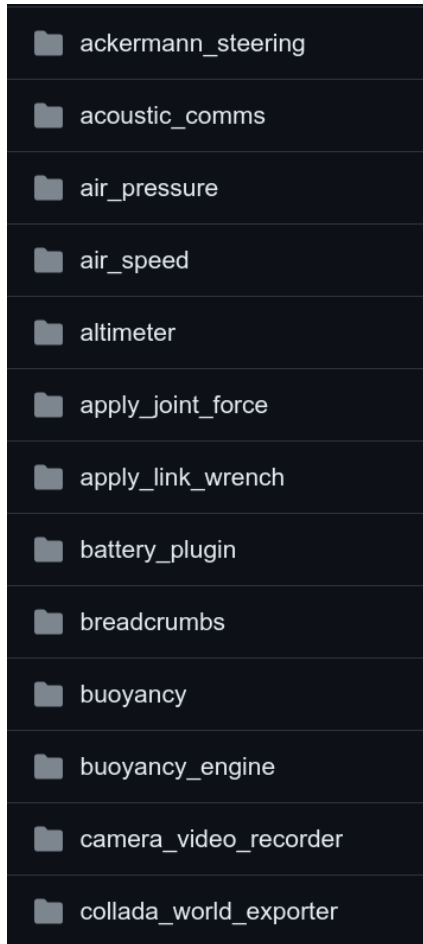 ackermann_steering
acoustic_comms
air_pressure
air_speed
altimeter
apply_joint_force
apply_link_wrench
battery_plugin
breadcrumbs
buoyancy
buoyancy_engine
camera_video_recorder
collada_world_exporter